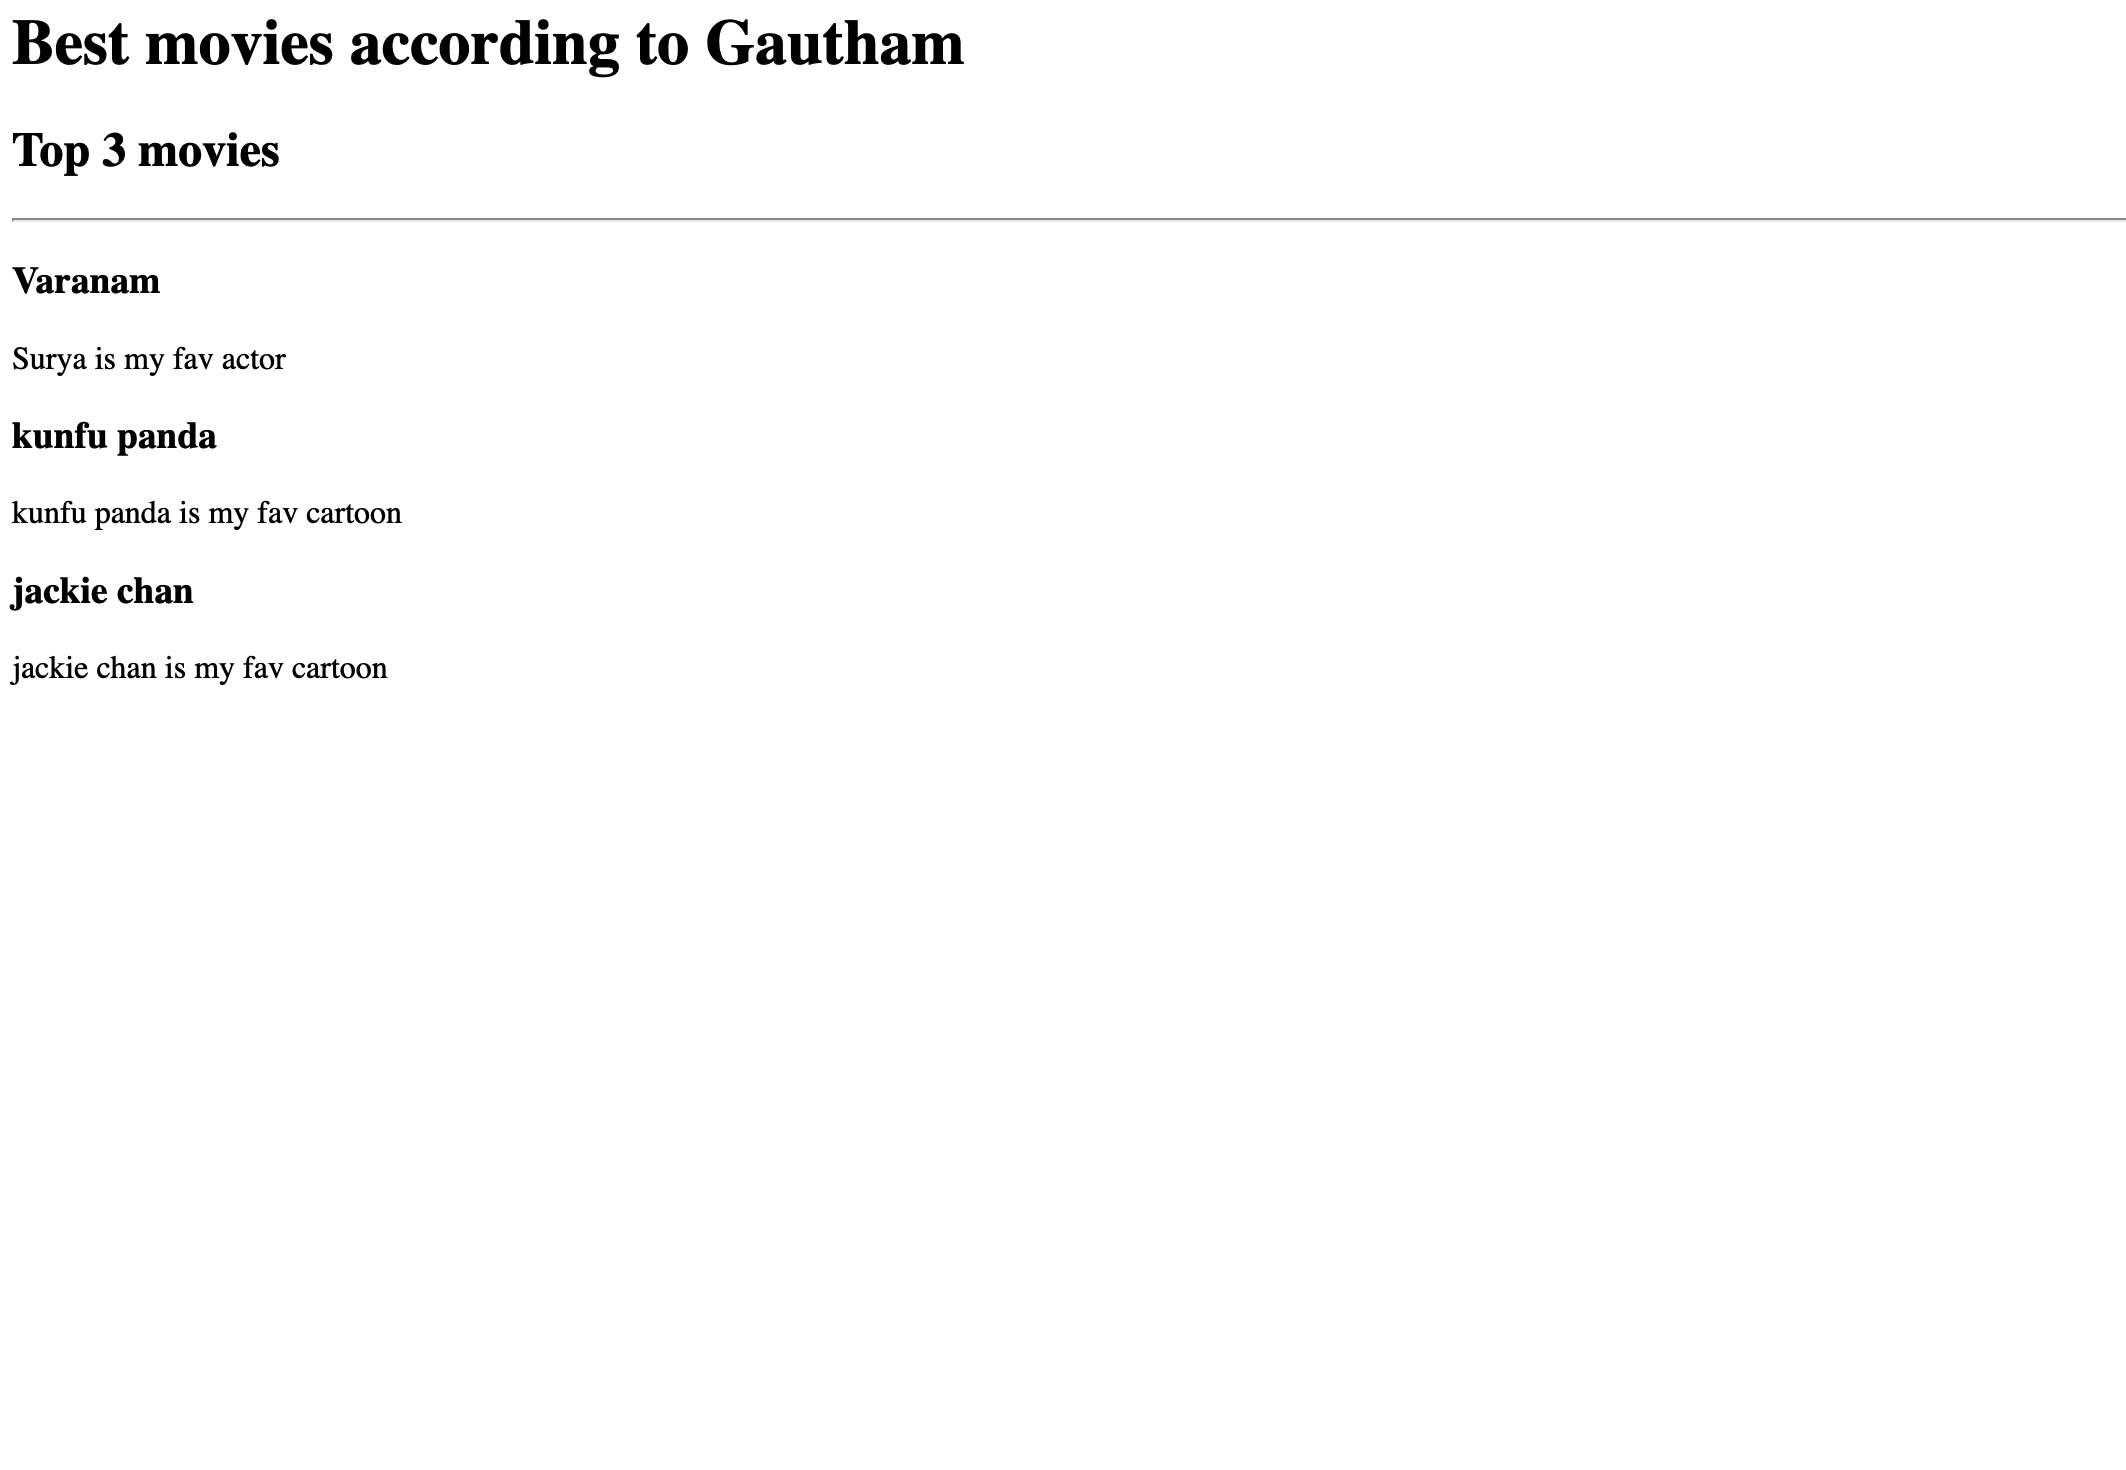 Best movies according to Gautham
Top 3 movies
Varanam
Surya is my fav actor
kunfu panda
kunfu panda is my fav cartoon
jackie chan
jackie chan is my fav cartoon